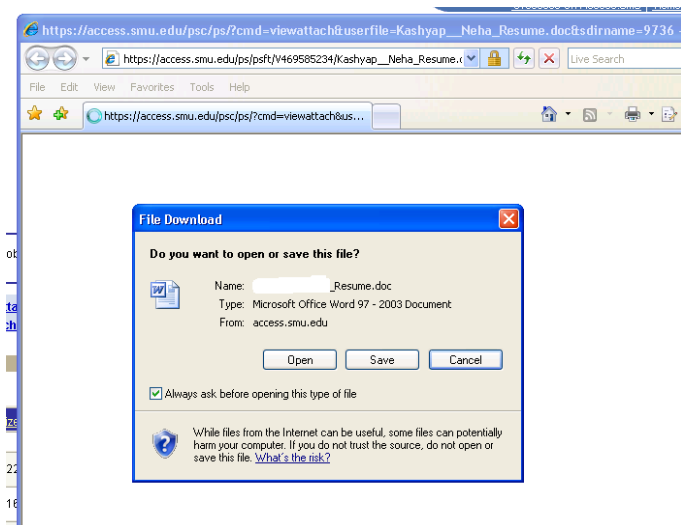 https://access.smu.edu/psc/ps/?cmd=viewattach&userfile=Kashyap__Neha_Resume.doc&sdirname=9736 -
https://access.smu.edu/ps/psft/V469585234/Kashyap__Neha_Resume.
Live Search
File Edit View Favorites Tools Help
https://access.smu.edu/psc/ps/?cmd=viewattach&us...
File Download
Do you want to open or save this file?
Name: _Resume.doc
Type: Microsoft Office Word 97 - 2003 Document
From: access.smu.edu
Open Save Cancel
Always ask before opening this type of file
While files from the Internet can be useful, some files can potentially
harm your computer. If you do not trust the source, do not open or
save this file. What's the risk?
22
16